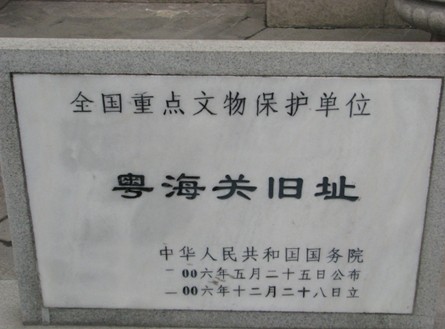 全国重点文物保护单位
粤海关旧址
中华人民共和国国务院
二00六年五月二十五日公布
二00六年十二月二十八日立